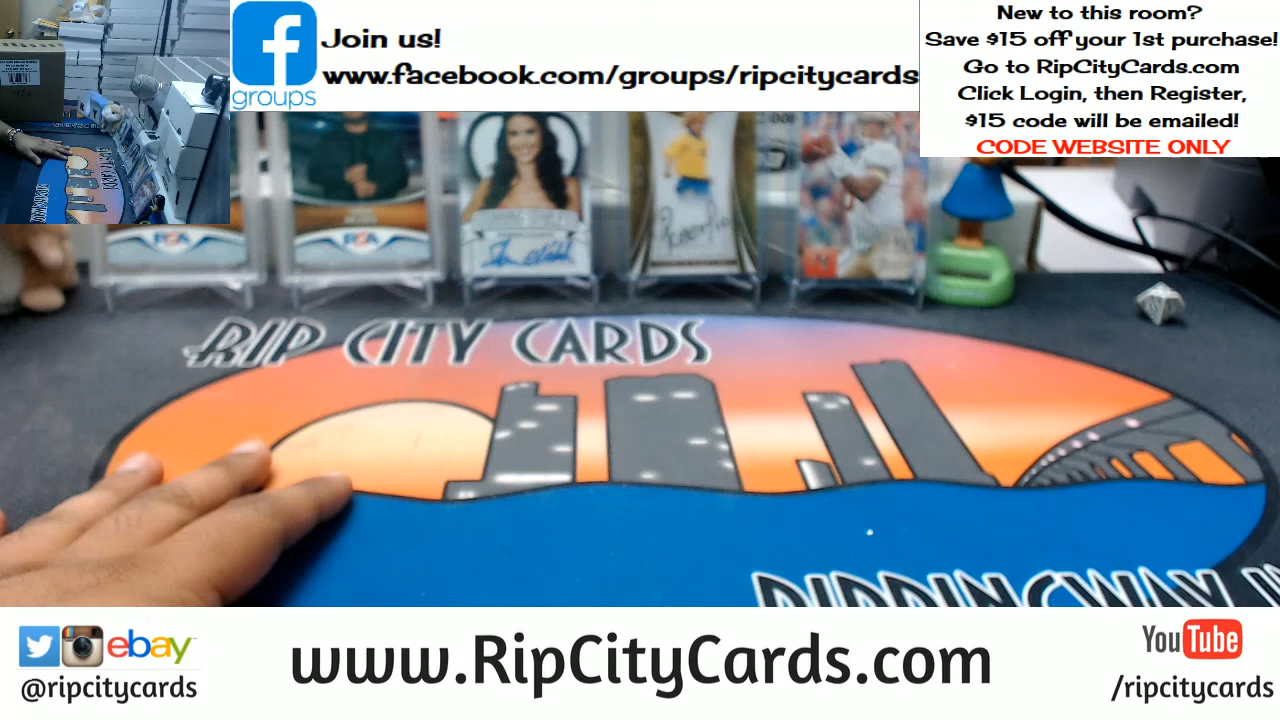 Join us!
www.facebook.com/groups/ripcitycards
groups
New to this room?
Save $15 off your 1st purchase!
Go to RipCityCards.com
Click Login, then Register,
$15 code will be emailed!
CODE WEBSITE ONLY
RIP CITY CARDS
ebay
@ripcitycards
www.RipCityCards.com
YouTube
/ripcitycards